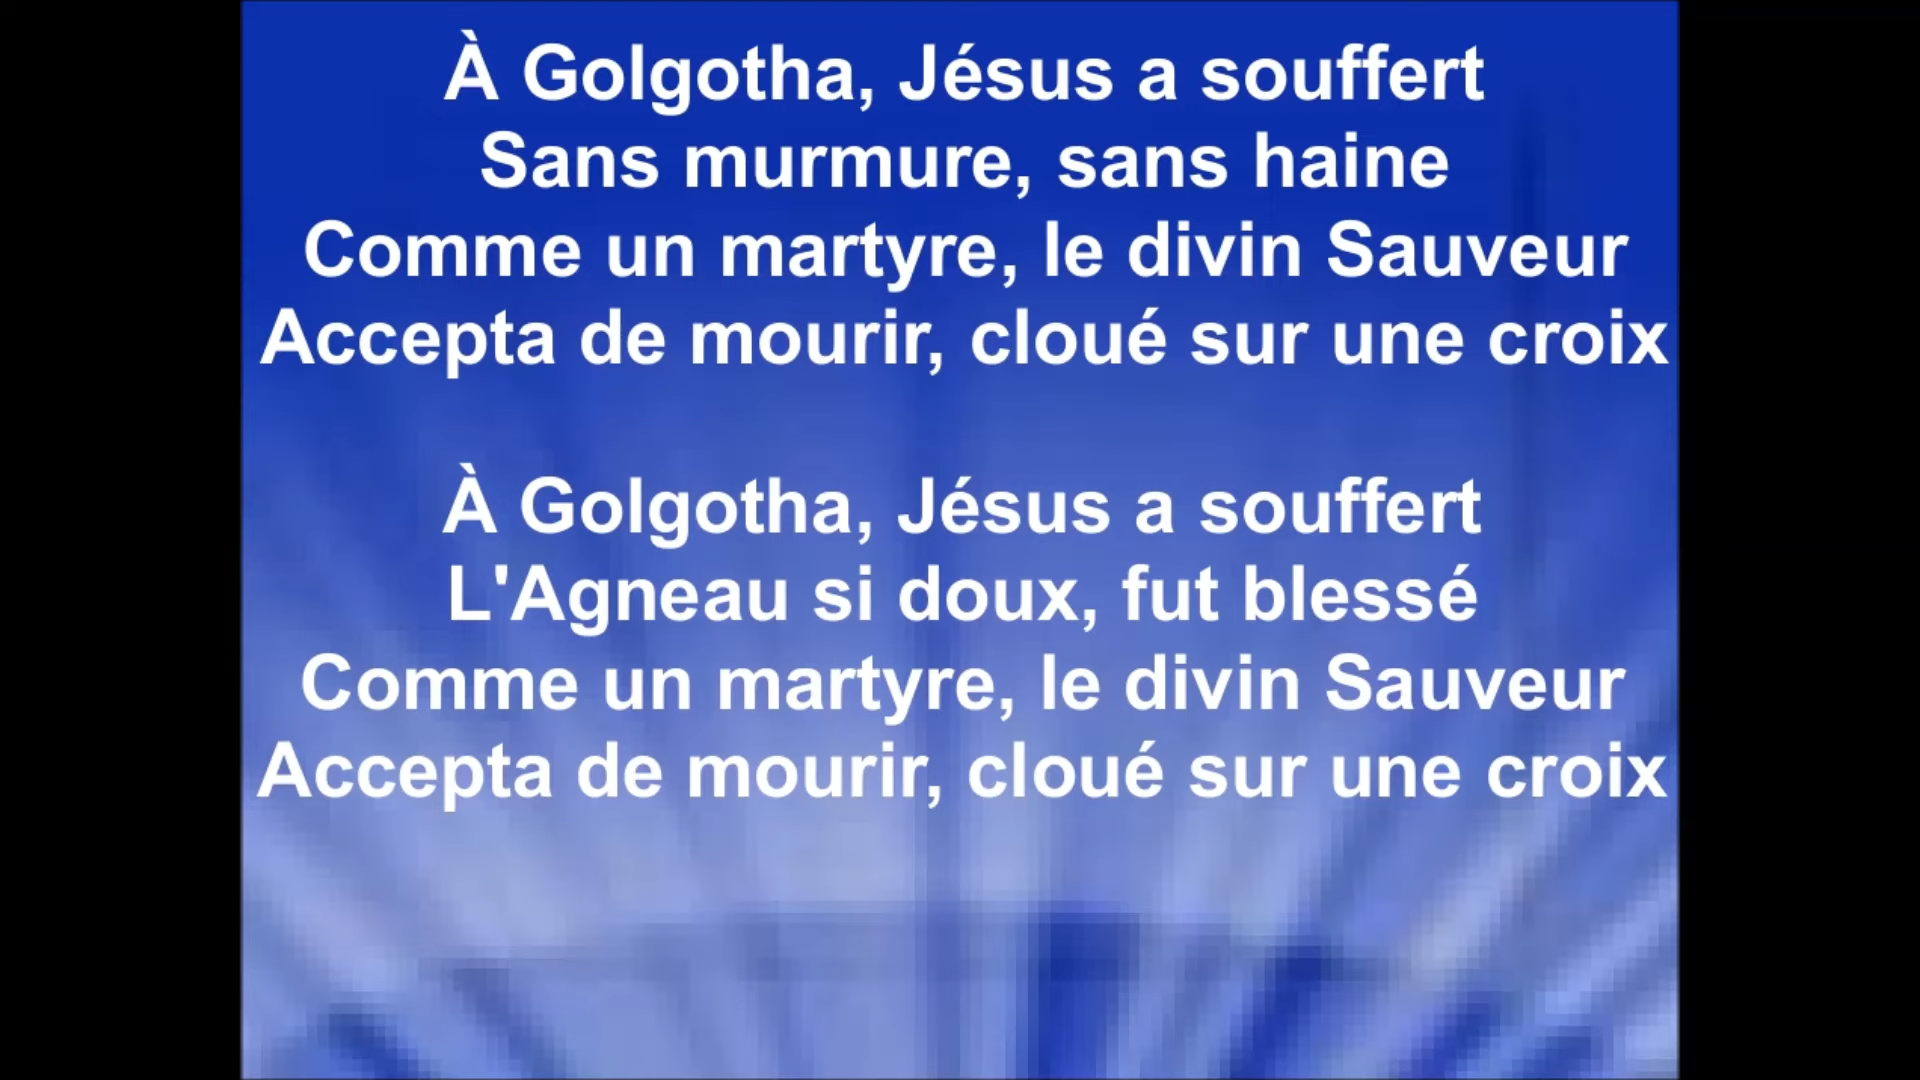 À Golgotha, Jésus a souffert
Sans murmure, sans haine
Comme un martyre, le divin Sauveur
Accepta de mourir, cloué sur une croix
À Golgotha, Jésus a souffert
L'Agneau si doux, fut blessé
Comme un martyre, le divin Sauveur
Accepta de mourir, cloué sur une croix